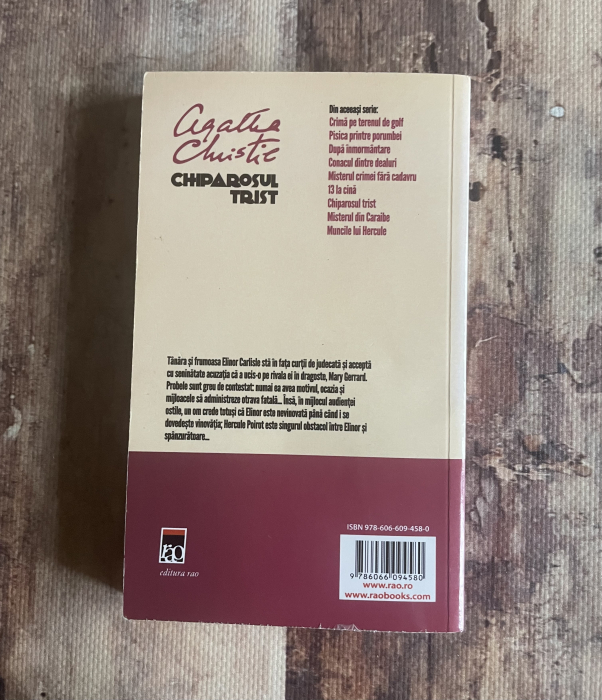 Agatha
Christie
CHIPAROSUL
TRIST
Din aceeași serie:
Crimă pe terenul de golf
Pisica printre porumbei
După înmormântare
Conacul dintre dealuri
Misterul crimei fără cadavru
13 la cină
Chiparosul trist
Misterul din Caraibe
Muncile lui Hercule
Tânăra și frumoasa Elinor Carlisle stă în fața curții de judecată și acceptă
cu seninătate acuzația că a ucis-o pe rivala ei în dragoste, Mary Gerrard.
Probele sunt greu de contestat: numai ea avea motivul, ocazia și
mijloacele să administreze otrava fatală... Însă, în mijlocul audienței
ostile, un om crede totuși că Elinor este nevinovată până când i se
dovedește vinovăția; Hercule Poirot este singurul obstacol între Elinor și
spânzurătoare...
rao
editura rao
ISBN 978-606-609-458-0
9 786066 094580
www.rao.ro
www.raobooks.com